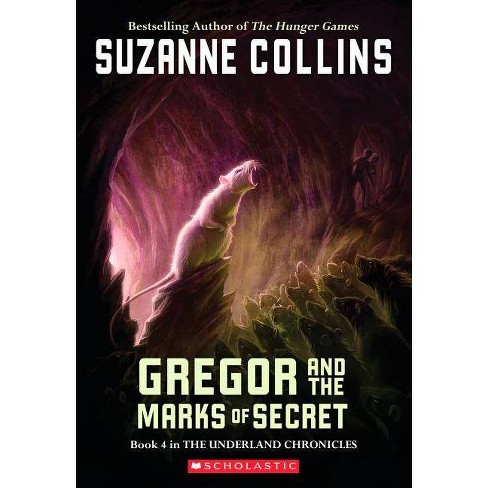 Bestselling Author of The Hunger Games
SUZANNE COLLINS
GREGOR AND THE
MARKS OF SECRET
Book 4 in THE UNDERLAND CHRONICLES
SCHOLASTIC